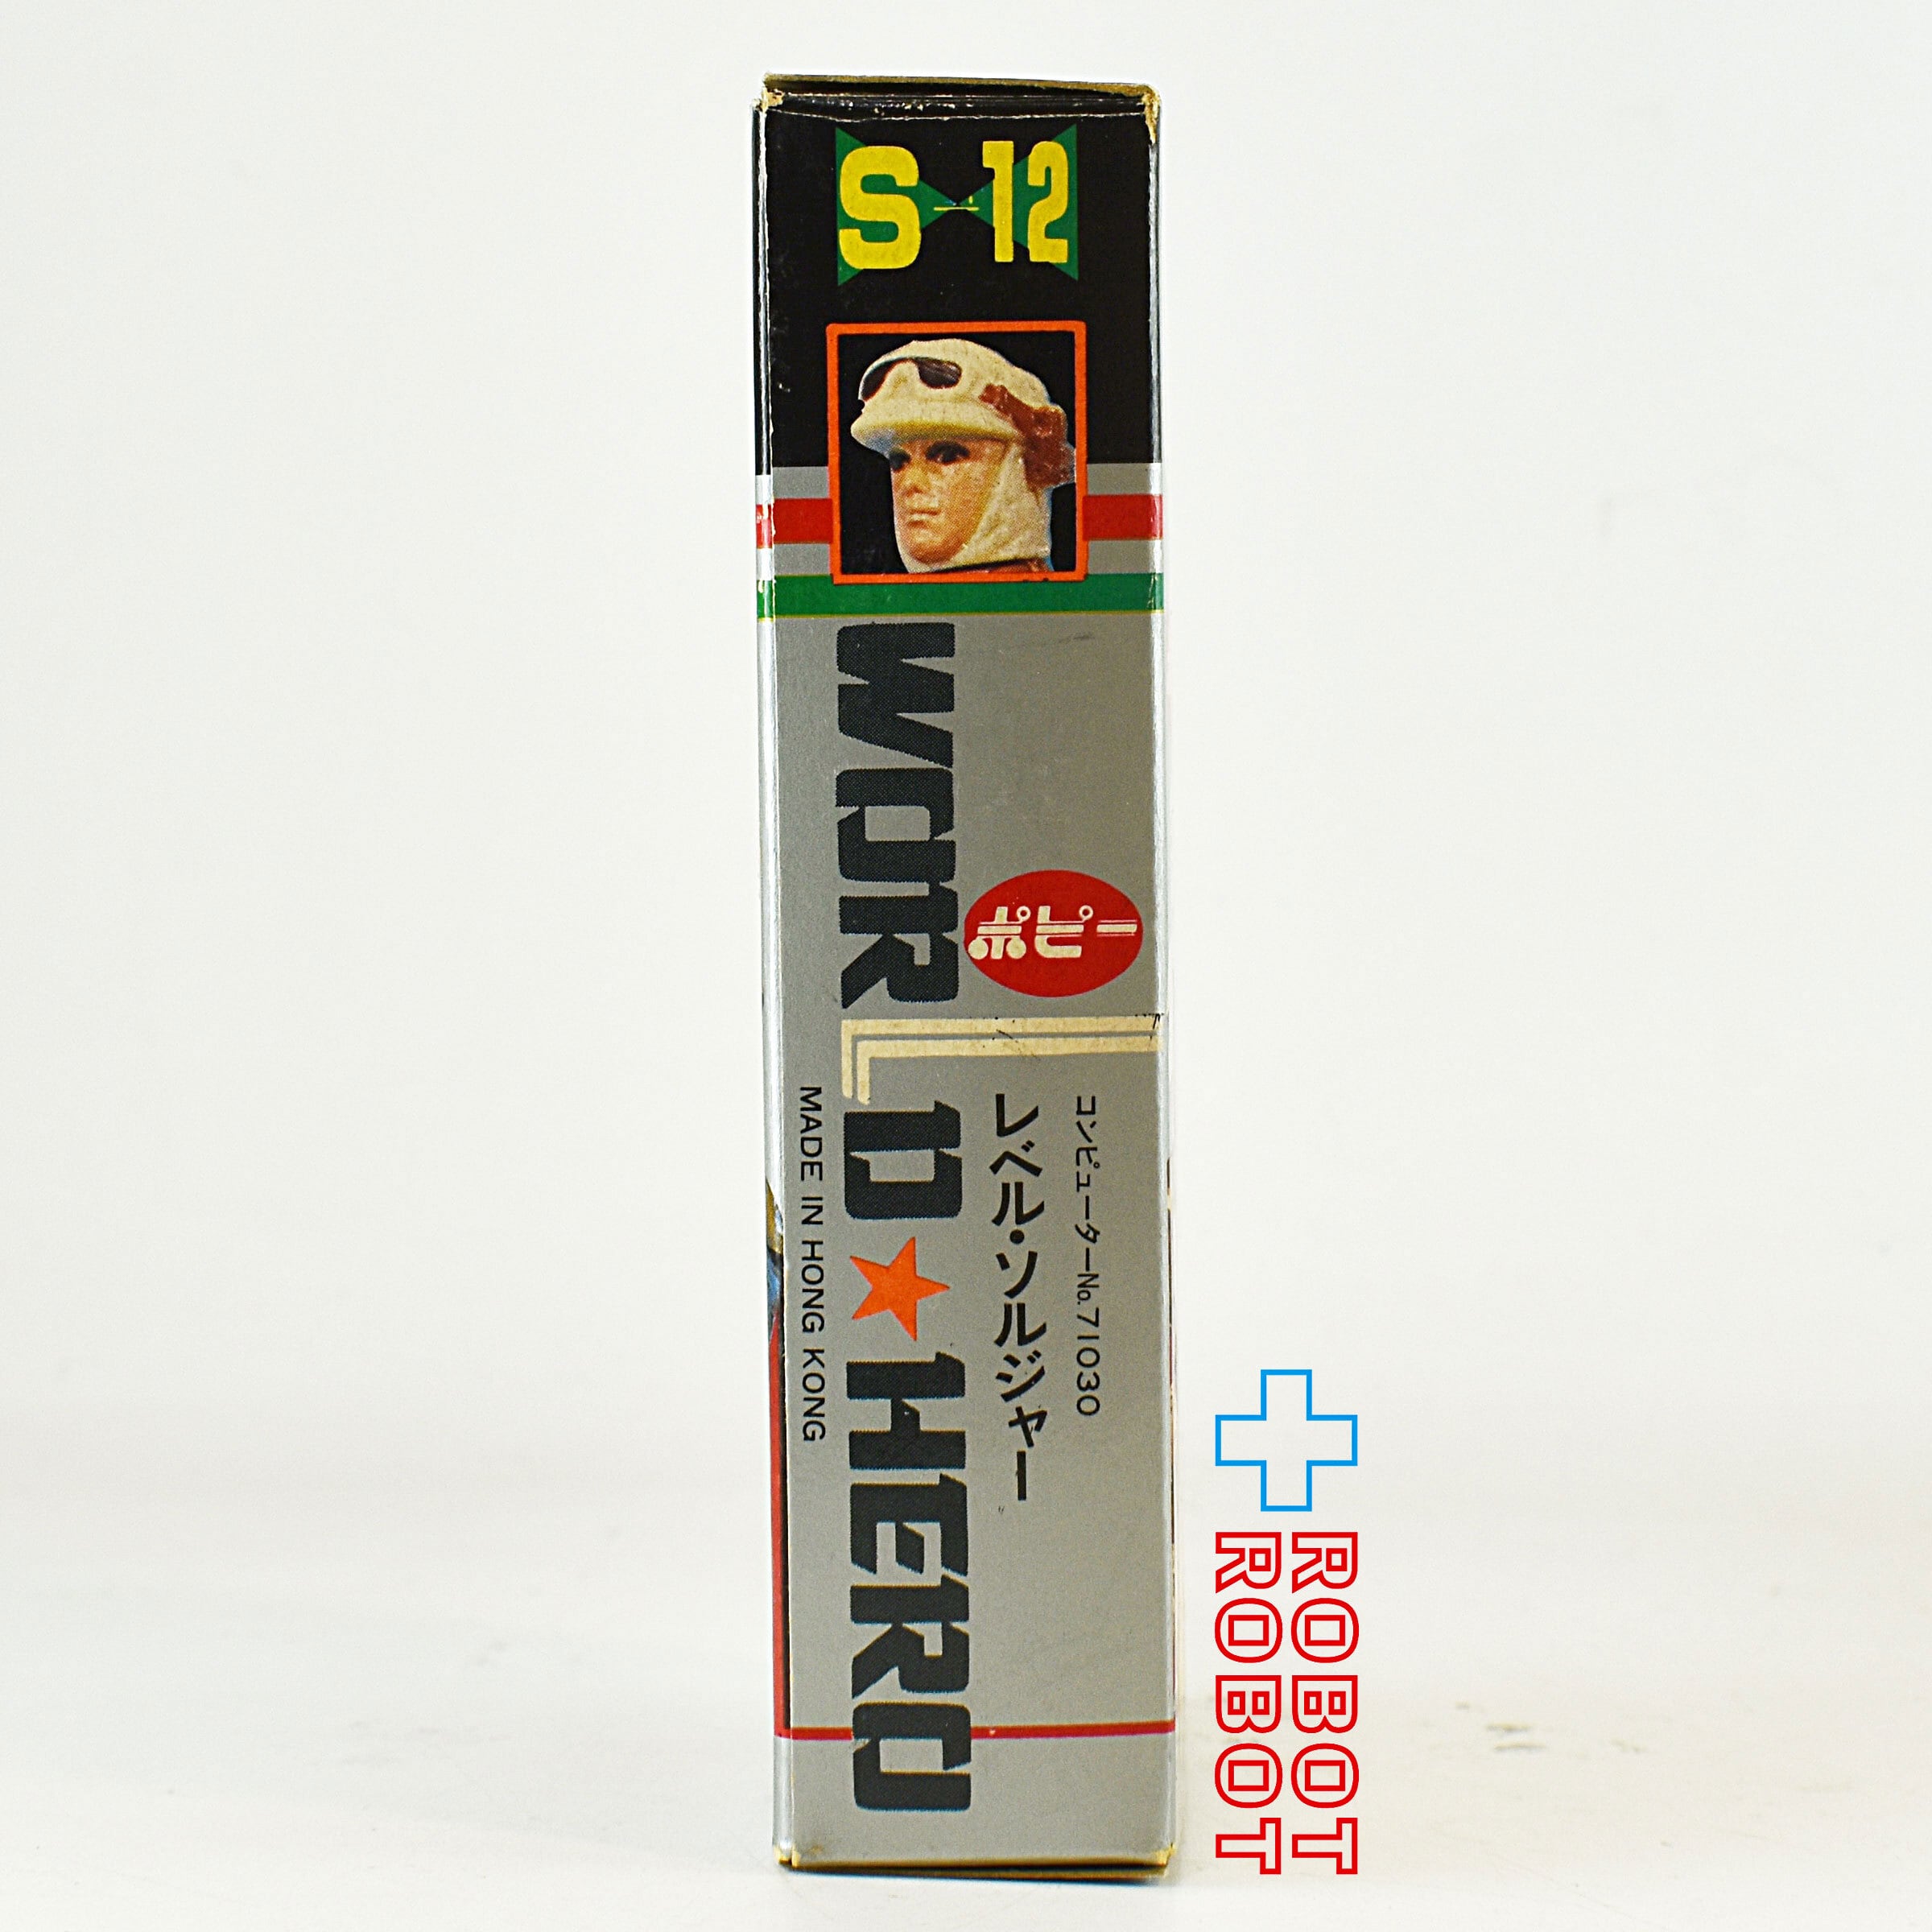 S-12
ポピー
WORLD★HERO
コンピューターNo.71030
レベル・ソルジャー
MADE IN HONG KONG
ROBOT
ROBOT